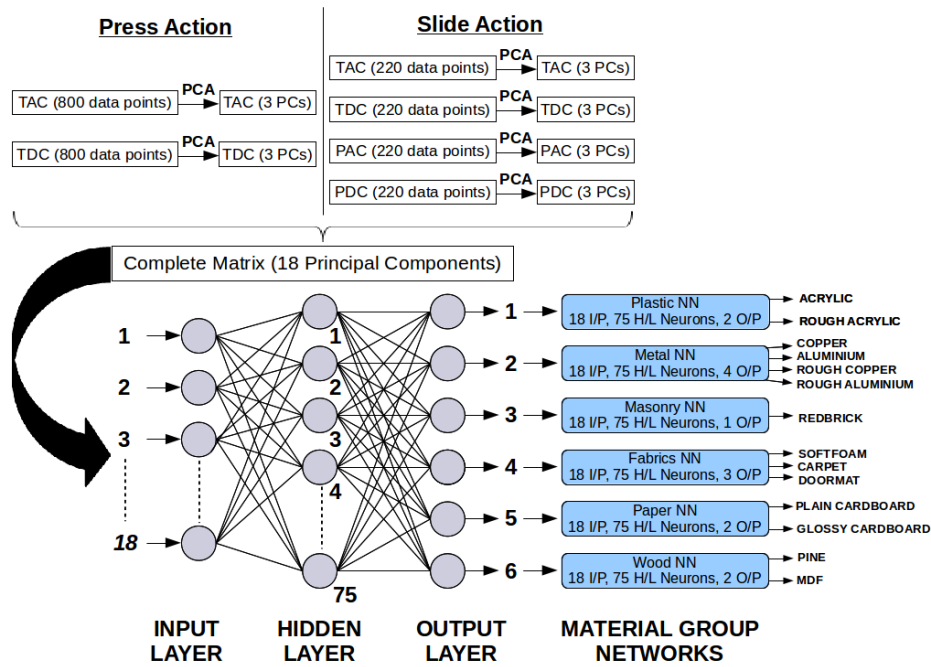 Press Action
Slide Action
TAC (800 data points)
PCA
TAC (3 PCs)
TDC (800 data points)
PCA
TDC (3 PCs)
TAC (220 data points)
PCA
TAC (3 PCs)
TDC (220 data points)
PCA
TDC (3 PCs)
PAC (220 data points)
PCA
PAC (3 PCs)
PDC (220 data points)
PCA
PDC (3 PCs)
Complete Matrix (18 Principal Components)
1
2
3
18
1
2
3
4
75
1
2
3
4
5
6
Plastic NN
18 I/P, 75 H/L Neurons, 2 O/P
ACRYLIC
ROUGH ACRYLIC
Metal NN
18 I/P, 75 H/L Neurons, 4 O/P
COPPER
ALUMINIUM
ROUGH COPPER
ROUGH ALUMINIUM
Masonry NN
18 I/P, 75 H/L Neurons, 1 O/P
REDBRICK
Fabrics NN
18 I/P, 75 H/L Neurons, 3 O/P
SOFTFOAM
CARPET
DOORMAT
Paper NN
18 I/P, 75 H/L Neurons, 2 O/P
PLAIN CARDBOARD
GLOSSY CARDBOARD
Wood NN
18 I/P, 75 H/L Neurons, 2 O/P
PINE
MDF
INPUT
LAYER
HIDDEN
LAYER
OUTPUT
LAYER
MATERIAL GROUP
NETWORKS